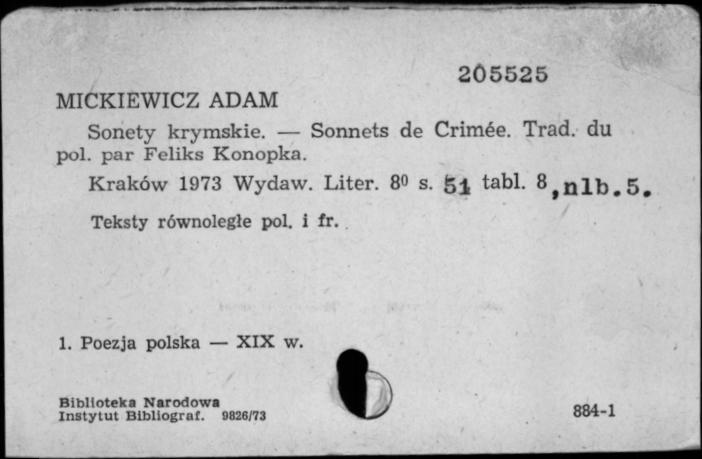 205525
MICKIEWICZ ADAM
Sonety krymskie. — Sonnets de Crimée. Trad. du
pol. par Feliks Konopka.
Kraków 1973 Wydaw. Liter. 8⁰ s. 51 tabl. 8,nlb.5.
Teksty równoległe pol. i fr.
1. Poezja polska — XIX w.
Biblioteka Narodowa
Instytut Bibliograf. 9826/73
884-1